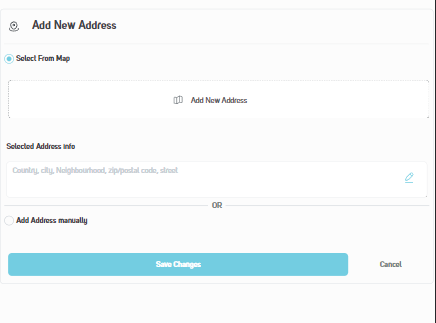 Add New Address
Select From Map
Add New Address
Selected Address info
Country, city, Neighbourhood, zip/postal code, street
OR
Add Address manually
Save Changes
Cancel